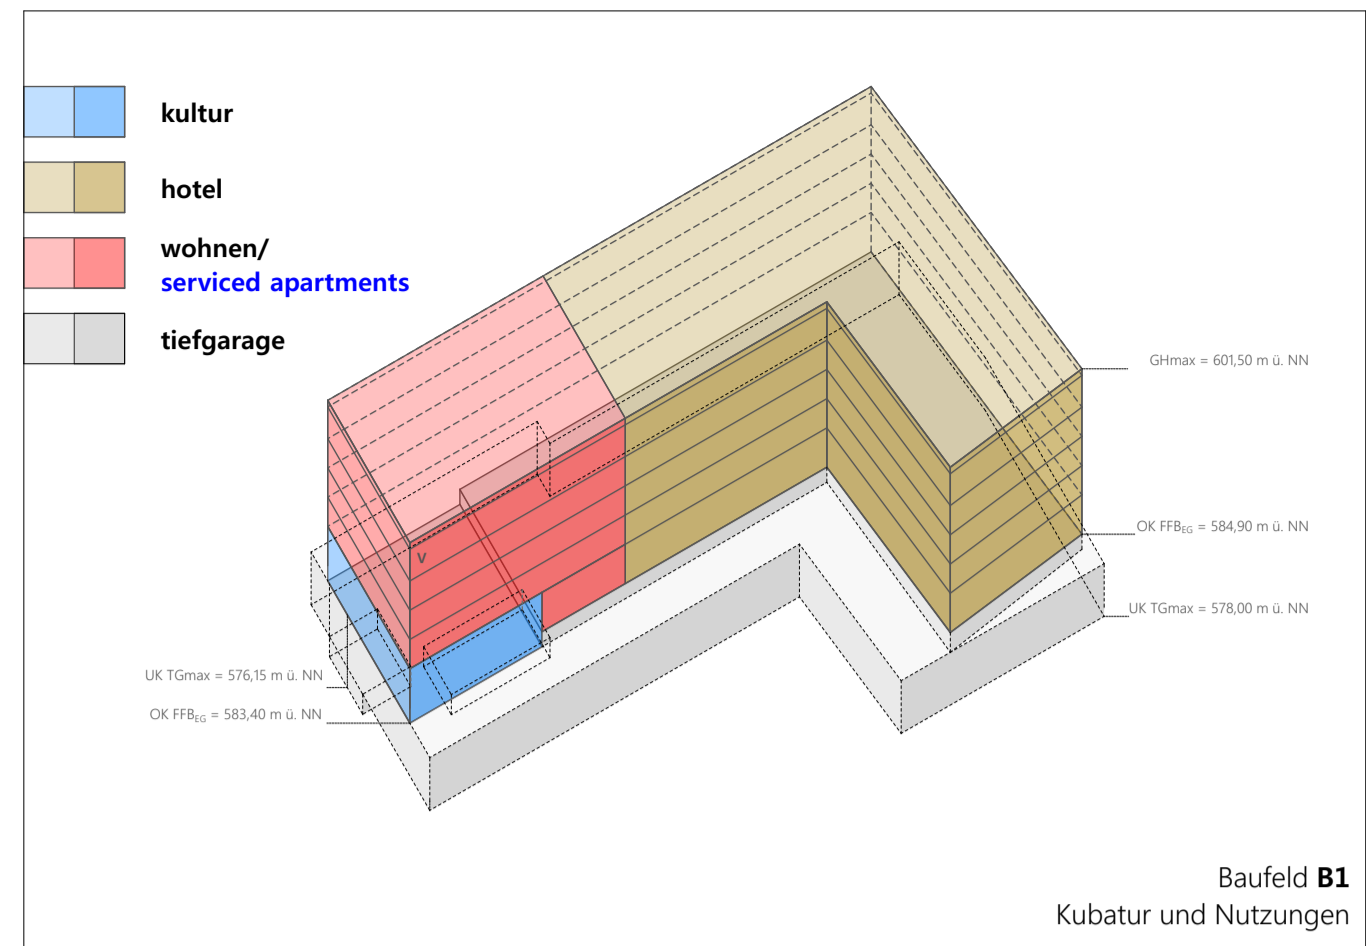 kultur
hotel
wohnen/
serviced apartments
tiefgarage
GHmax = 601,50 m ü. NN
OK FFBEG = 584,90 m ü. NN
UK TGmax = 578,00 m ü. NN
V
UK TGmax = 576,15 m ü. NN
OK FFBEG = 583,40 m ü. NN
Baufeld B1
Kubatur und Nutzungen